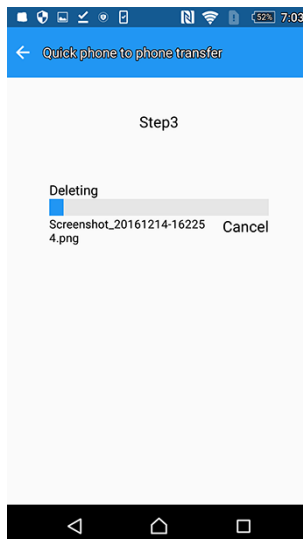 52% 7:03
Quick phone to phone transfer
Step3
Deleting
Screenshot_20161214-16225
4.png
Cancel